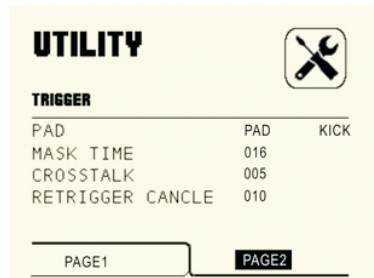 UTILITY
TRIGGER
PAD PAD KICK
MASK TIME 016
CROSSTALK 005
RETRIGGER CANCLE 010
PAGE1 PAGE2